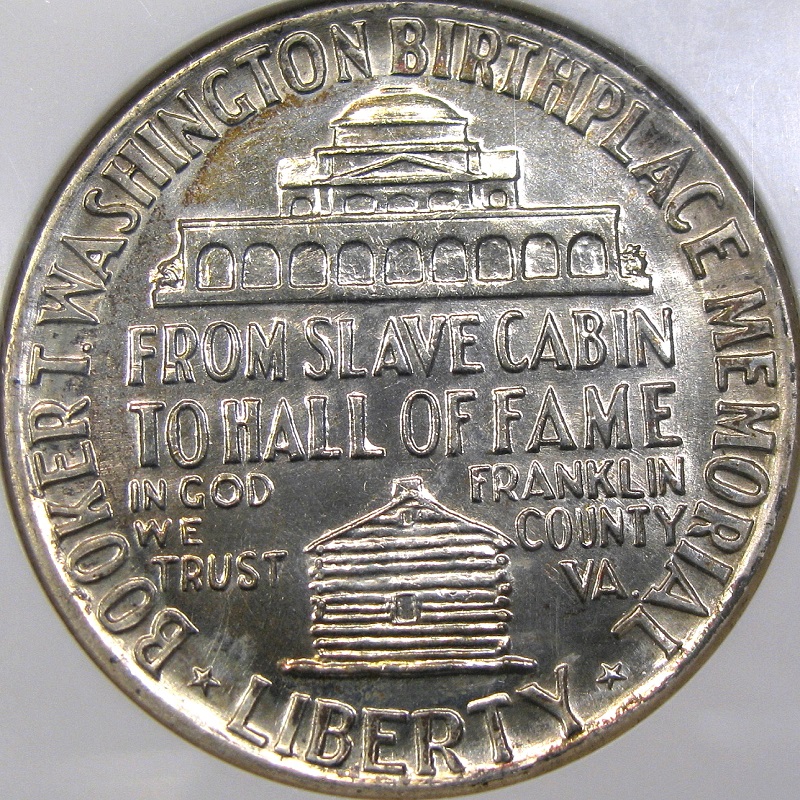 BOOKER T. WASHINGTON BIRTHPLACE MEMORIAL
FROM SLAVE CABIN
TO HALL OF FAME
IN GOD
WE
TRUST
FRANKLIN
COUNTY
VA.
LIBERTY